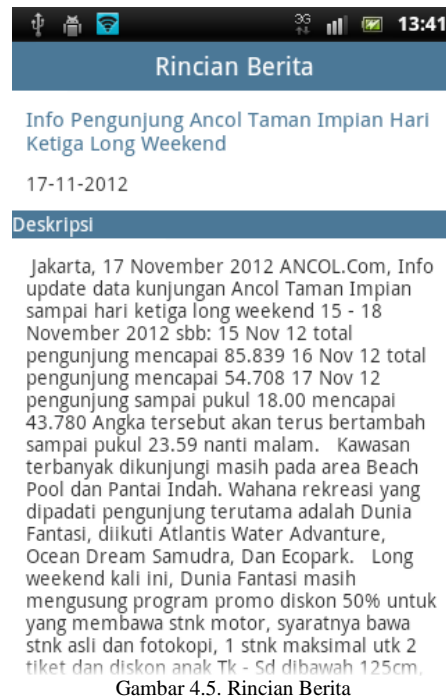 3G 13:41
Rincian Berita
Info Pengunjung Ancol Taman Impian Hari
Ketiga Long Weekend
17-11-2012
Deskripsi
Jakarta, 17 November 2012 ANCOL.Com, Info
update data kunjungan Ancol Taman Impian
sampai hari ketiga long weekend 15 - 18
November 2012 sbb: 15 Nov 12 total
pengunjung mencapai 85.839 16 Nov 12 total
pengunjung mencapai 54.708 17 Nov 12
pengunjung sampai pukul 18.00 mencapai
43.780 Angka tersebut akan terus bertambah
sampai pukul 23.59 nanti malam. Kawasan
terbanyak dikunjungi masih pada area Beach
Pool dan Pantai Indah. Wahana rekreasi yang
dipadati pengunjung terutama adalah Dunia
Fantasi, diikuti Atlantis Water Advanture,
Ocean Dream Samudra, Dan Ecopark. Long
weekend kali ini, Dunia Fantasi masih
mengusung program promo diskon 50% untuk
yang membawa stnk motor, syaratnya bawa
stnk asli dan fotokopi, 1 stnk maksimal utk 2
tiket dan diskon anak Tk - Sd dibawah 125cm,
Gambar 4.5. Rincian Berita